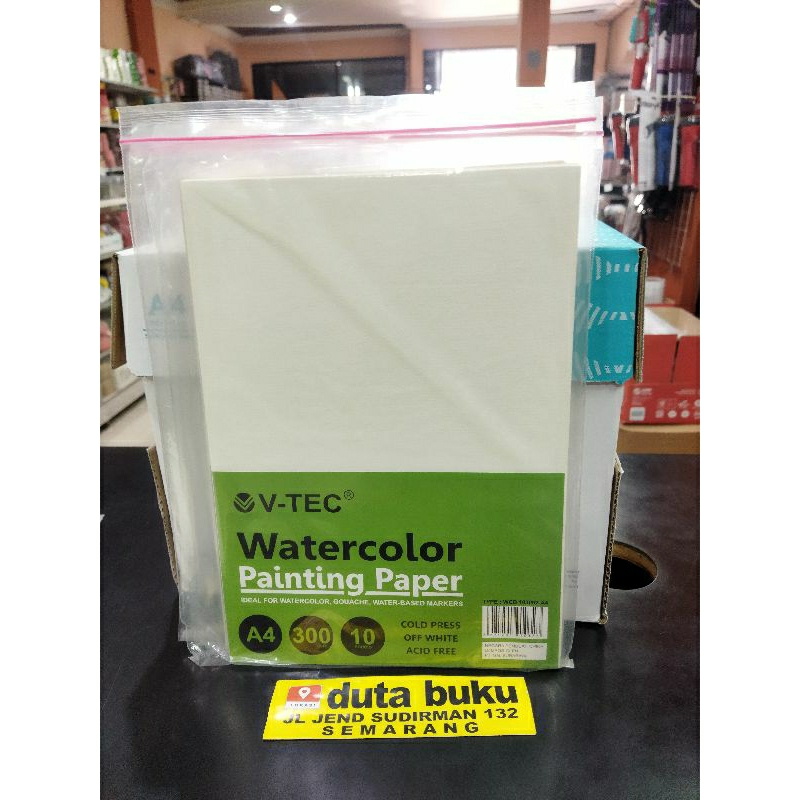 V-TEC®
Watercolor
Painting Paper
IDEAL FOR WATERCOLOR, GOUACHE, WATER-BASED MARKERS
A4
300
10
COLD PRESS
OFF WHITE
ACID FREE
LOKASI
duta buku
JL JEND SUDIRMAN 132
SEMARANG